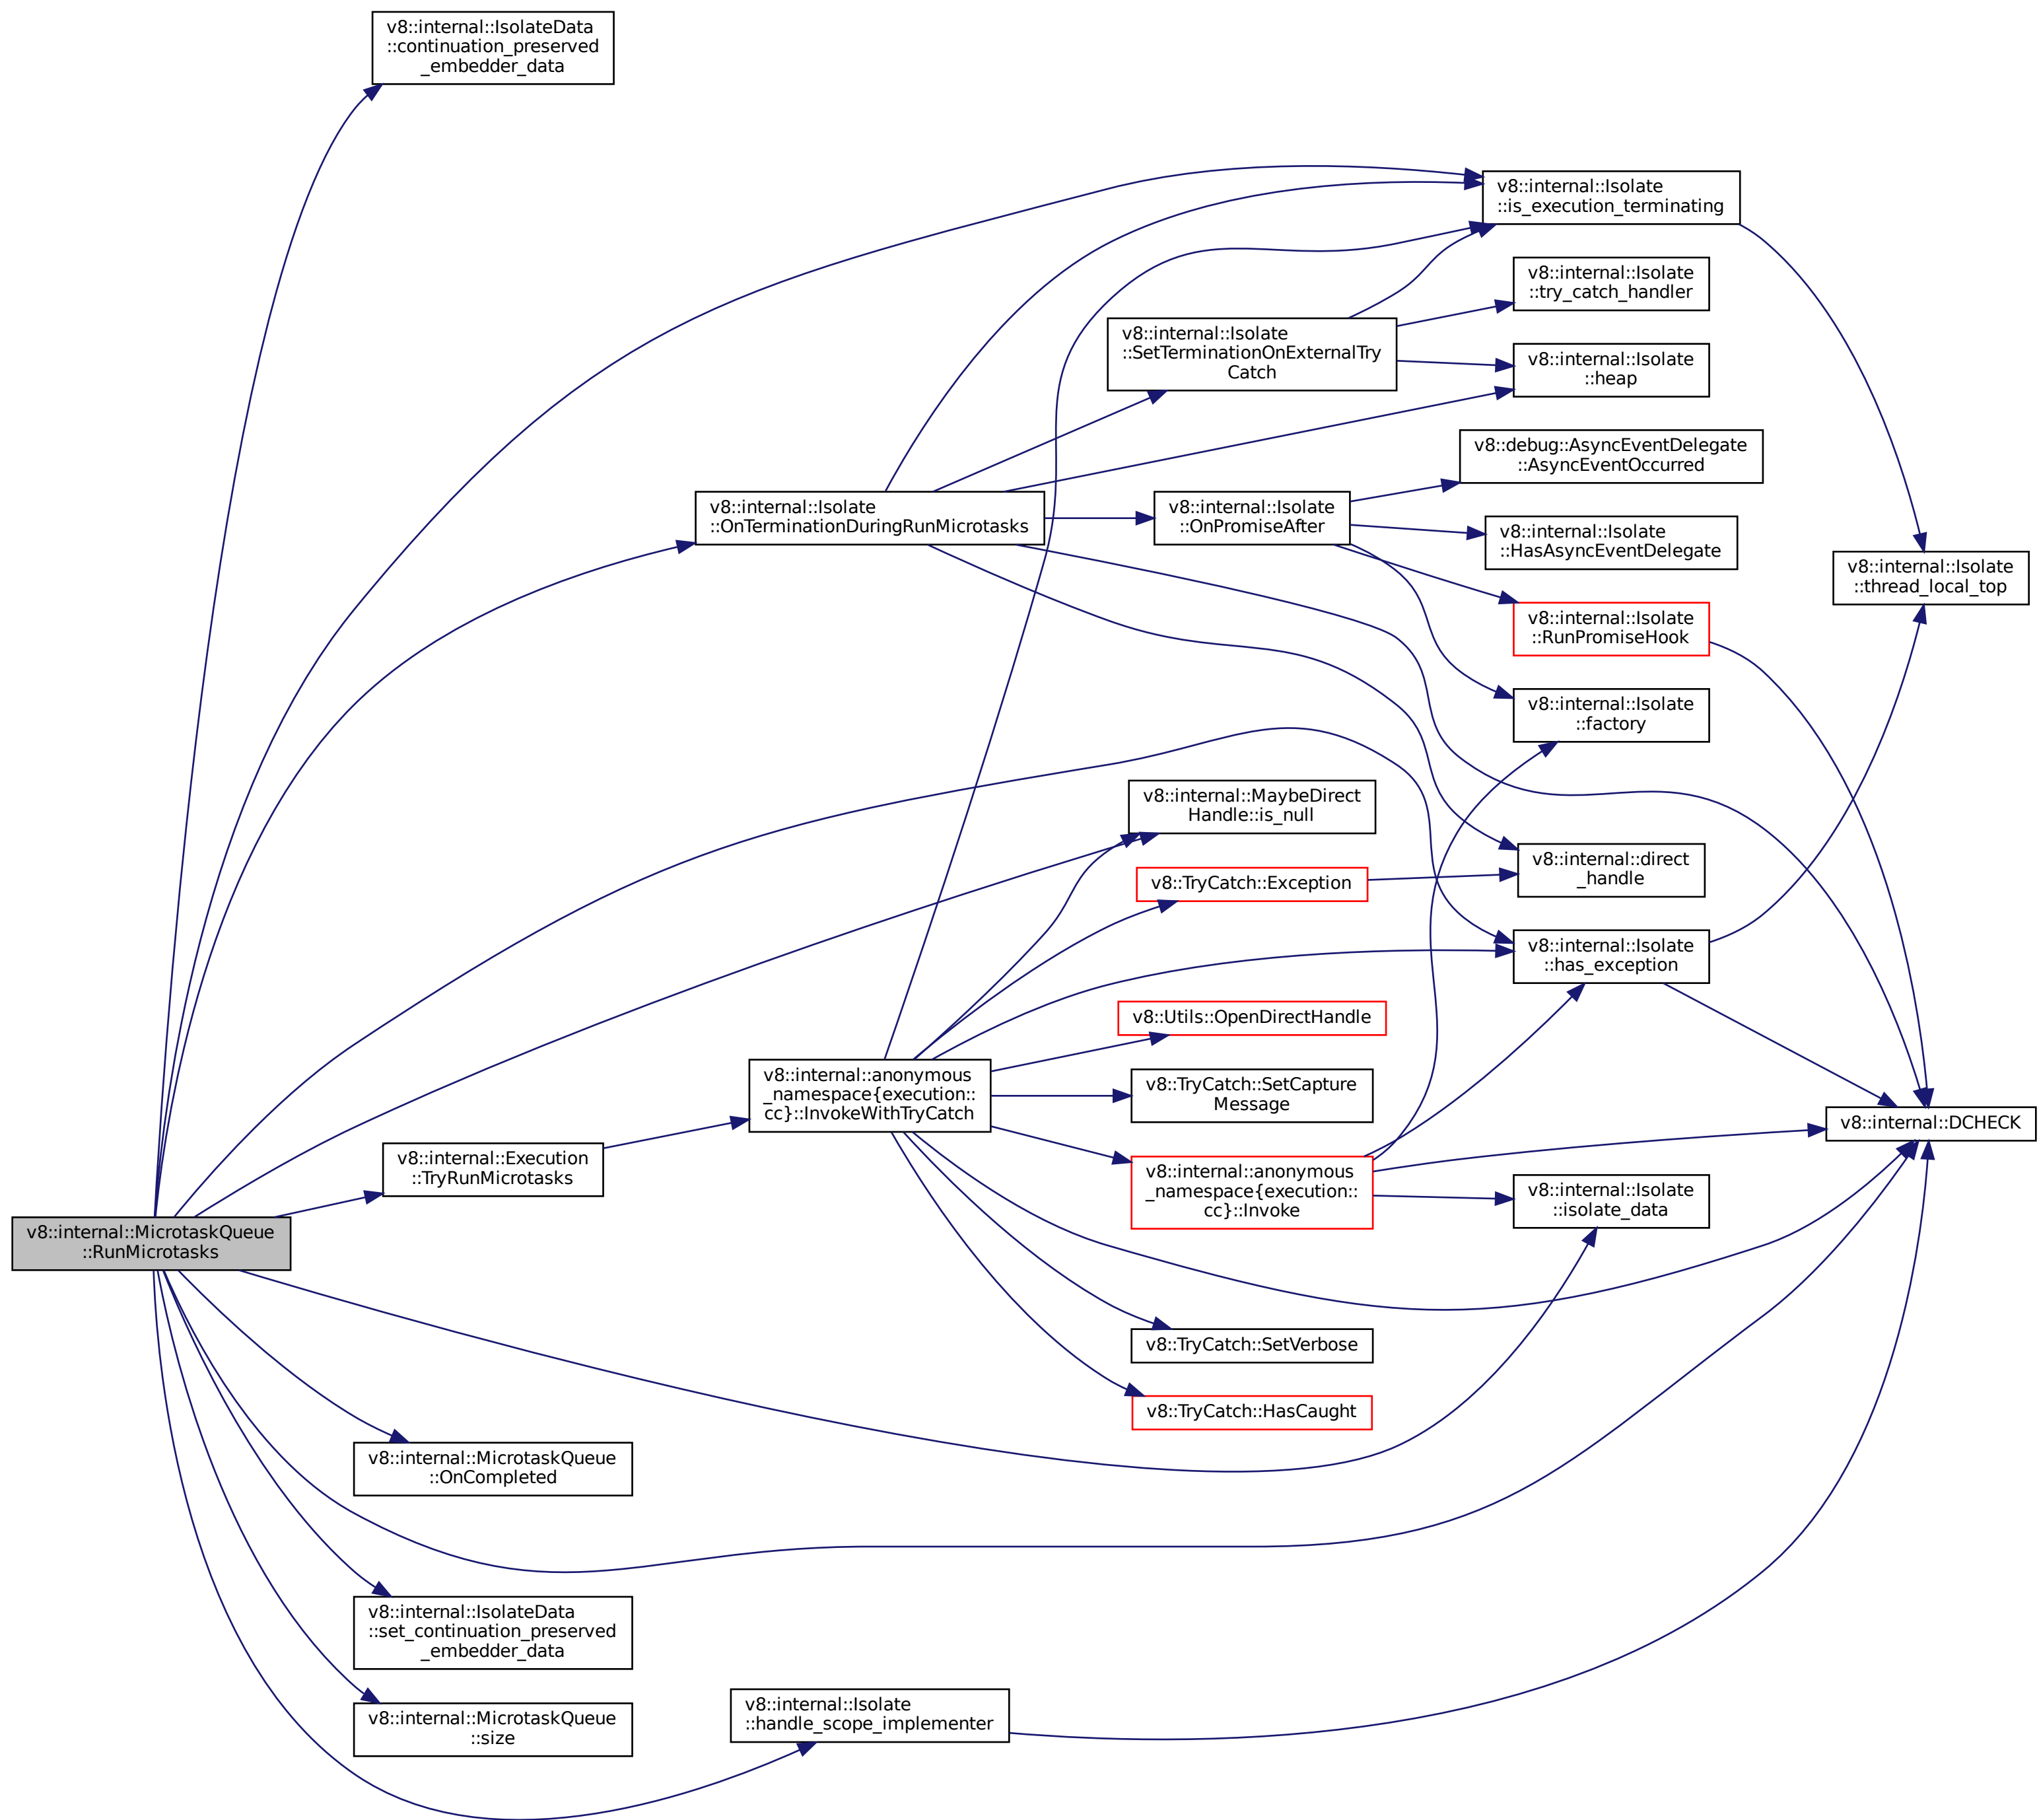 v8::internal::IsolateData
::continuation_preserved
_embedder_data
v8::internal::Isolate
::is_execution_terminating
v8::internal::Isolate
::try_catch_handler
v8::internal::Isolate
::SetTerminationOnExternalTry
Catch
v8::internal::Isolate
::heap
v8::debug::AsyncEventDelegate
::AsyncEventOccurred
v8::internal::Isolate
::OnTerminationDuringRunMicrotasks
v8::internal::Isolate
::OnPromiseAfter
v8::internal::Isolate
::HasAsyncEventDelegate
v8::internal::Isolate
::thread_local_top
v8::internal::Isolate
::RunPromiseHook
v8::internal::Isolate
::factory
v8::internal::MaybeDirect
Handle::is_null
v8::internal::direct
_handle
v8::TryCatch::Exception
v8::internal::Isolate
::has_exception
v8::Utils::OpenDirectHandle
v8::internal::anonymous
_namespace{execution::
cc}::InvokeWithTryCatch
v8::TryCatch::SetCapture
Message
v8::internal::DCHECK
v8::internal::Execution
::TryRunMicrotasks
v8::internal::anonymous
_namespace{execution::
cc}::Invoke
v8::internal::Isolate
::isolate_data
v8::internal::MicrotaskQueue
::RunMicrotasks
v8::TryCatch::SetVerbose
v8::TryCatch::HasCaught
v8::internal::MicrotaskQueue
::OnCompleted
v8::internal::IsolateData
::set_continuation_preserved
_embedder_data
v8::internal::MicrotaskQueue
::size
v8::internal::Isolate
::handle_scope_implementer